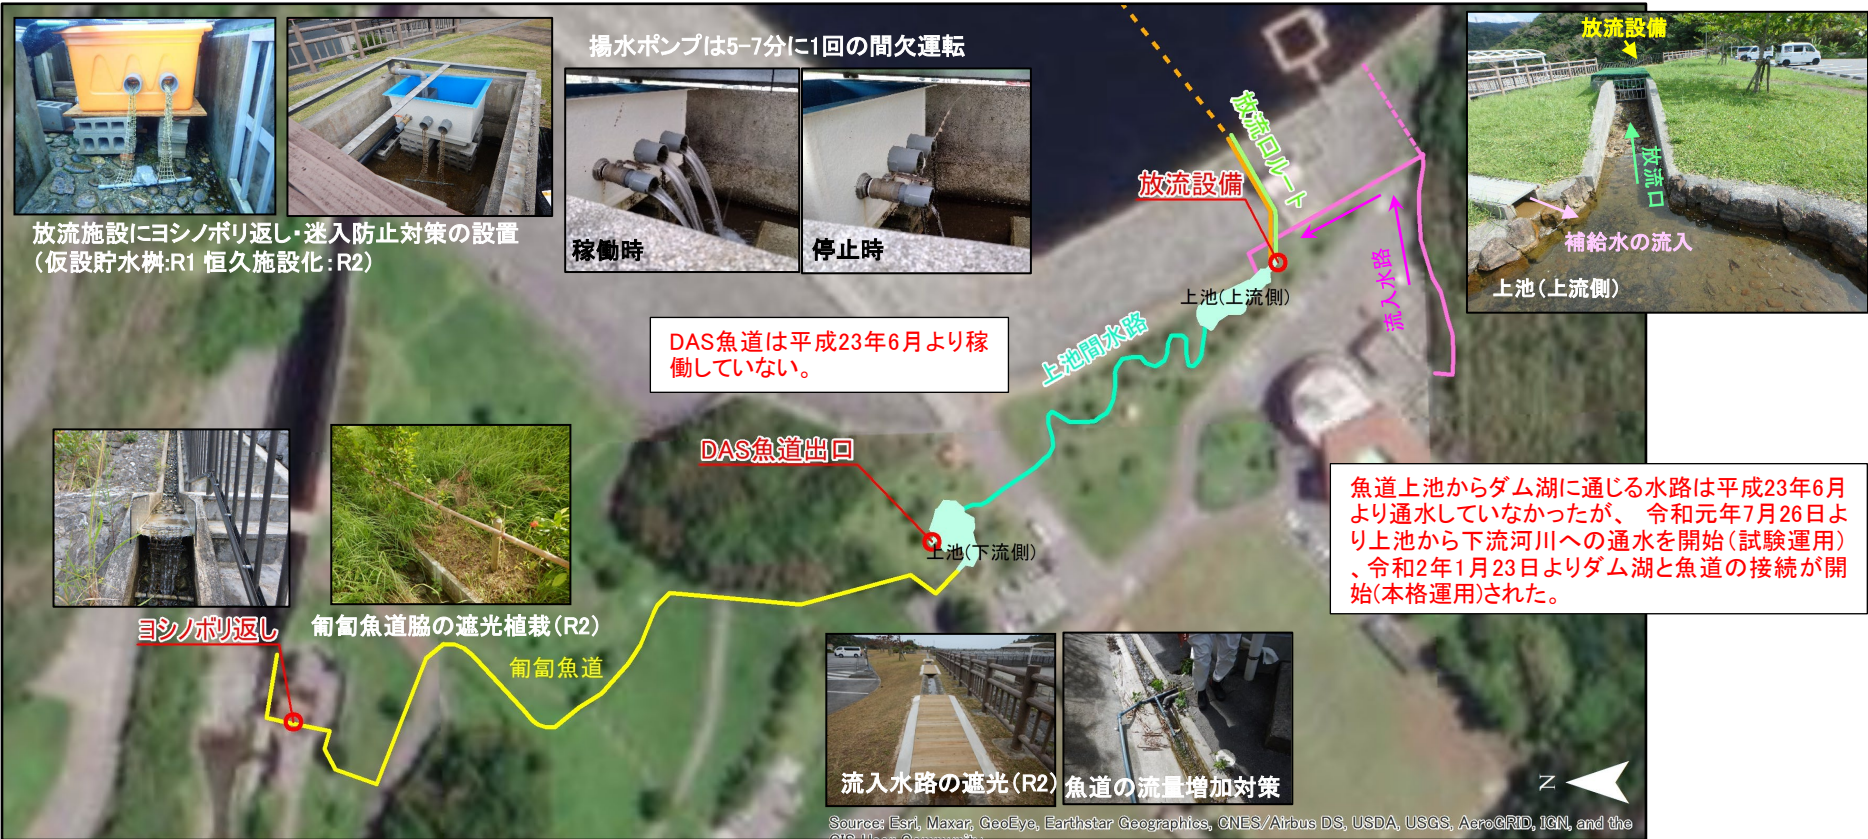 揚水ポンプは5-7分に1回の間欠運転
稼働時
停止時
放流施設にヨシノボリ返し・迷入防止対策の設置
（仮設貯水桝:R1 恒久施設化：R2）
放流設備
放流口
補給水の流入
上池（上流側）
放流口ルート
放流設備
流入水路
上池(上流側)
上池間水路
DAS魚道は平成23年6月より稼
働していない。
DAS魚道出口
上池(下流側)
魚道上池からダム湖に通じる水路は平成23年6月
より通水していなかったが、 令和元年7月26日よ
り上池から下流河川への通水を開始（試験運用）
、令和2年1月23日よりダム湖と魚道の接続が開
始(本格運用)された。
ヨシノボリ返し
匍匐魚道脇の遮光植栽（R2）
匍匐魚道
流入水路の遮光（R2）
魚道の流量増加対策
N
Source: Esri, Maxar, GeoEye, Earthstar Geographics, CNES/Airbus DS, USDA, USGS, AeroGRID, IGN, and the